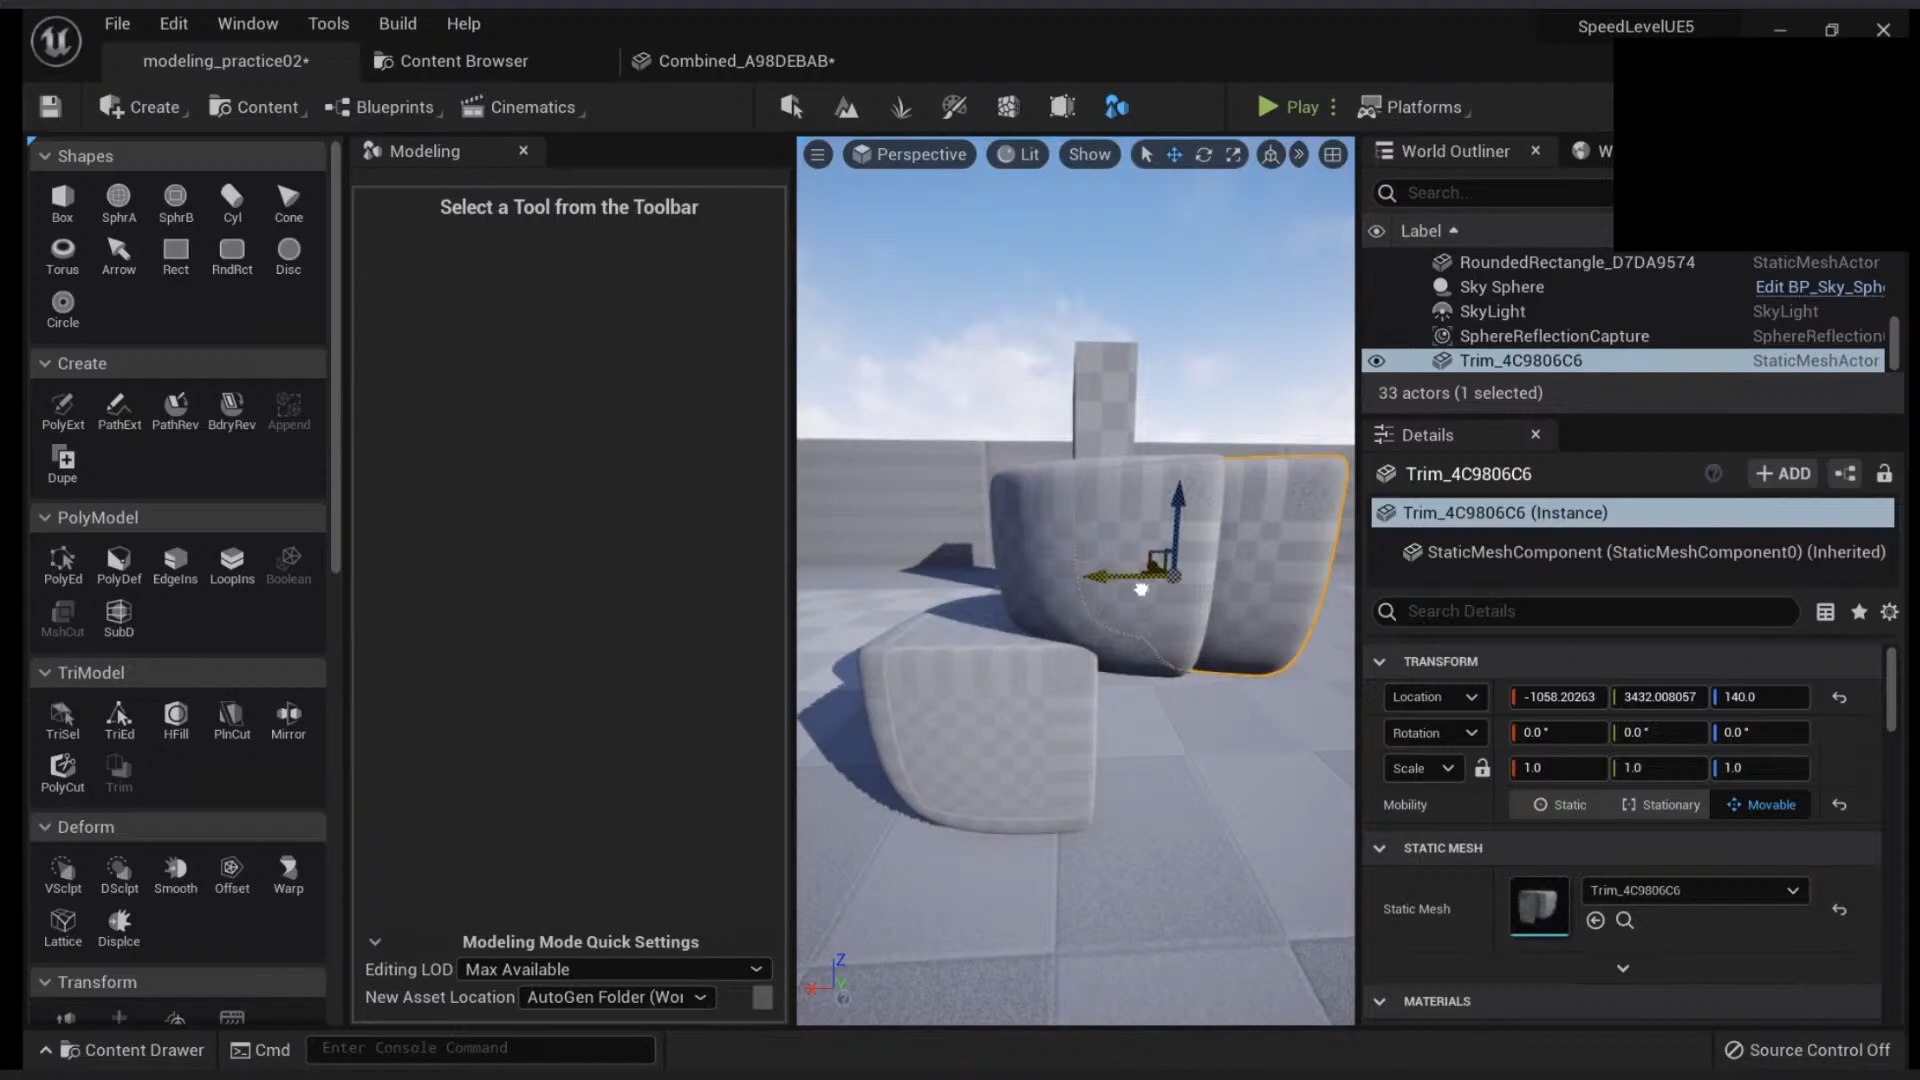 File Edit Window Tools Build Help
SpeedLevelUE5
modeling_practice02*
Content Browser
Combined_A98DEBAB*
Create
Content
Blueprints
Cinematics
Play
Platforms
Shapes
Box SphrA SphrB Cyl Cone
Torus Arrow Rect RndRct Disc
Circle
Create
PolyExt PathExt PathRev BdryRev Append
Dupe
PolyModel
PolyEd PolyDef EdgeIns LoopIns Boolean
MshCut SubD
TriModel
TriSel TriEd HFill PlnCut Mirror
PolyCut Trim
Deform
VSclpt DSclpt Smooth Offset Warp
Lattice Displce
Transform
Modeling
Select a Tool from the Toolbar
Modeling Mode Quick Settings
Editing LOD Max Available
New Asset Location AutoGen Folder (Wor
Perspective Lit Show
Z
Y
X
World Outliner
W
Search...
Label
RoundedRectangle_D7DA9574 StaticMeshActor
Sky Sphere Edit BP_Sky_Sph
SkyLight SkyLight
SphereReflectionCapture SphereReflection
Trim_4C9806C6 StaticMeshActor
33 actors (1 selected)
Details
Trim_4C9806C6
+ ADD
Trim_4C9806C6 (Instance)
StaticMeshComponent (StaticMeshComponent0) (Inherited)
Search Details
TRANSFORM
Location -1058.20263 3432.008057 140.0
Rotation 0.0° 0.0° 0.0°
Scale 1.0 1.0 1.0
Mobility Static Stationary Movable
STATIC MESH
Static Mesh Trim_4C9806C6
MATERIALS
Content Drawer
Cmd
Enter Console Command
Source Control Off